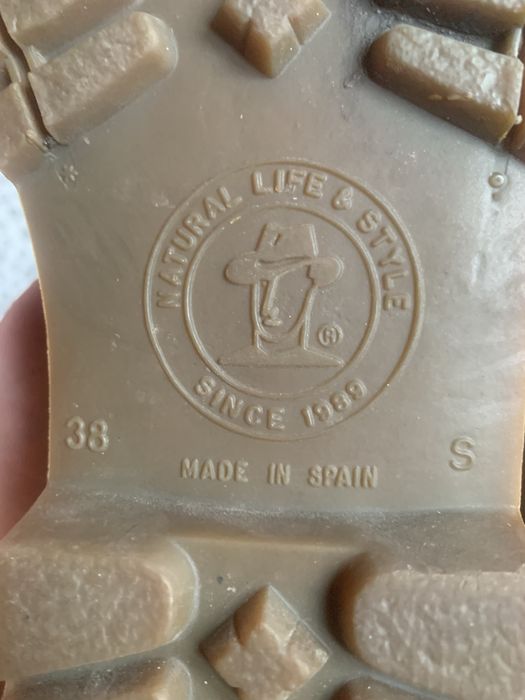 NATURAL LIFE & STYLE
®
SINCE 1989
38
S
MADE IN SPAIN